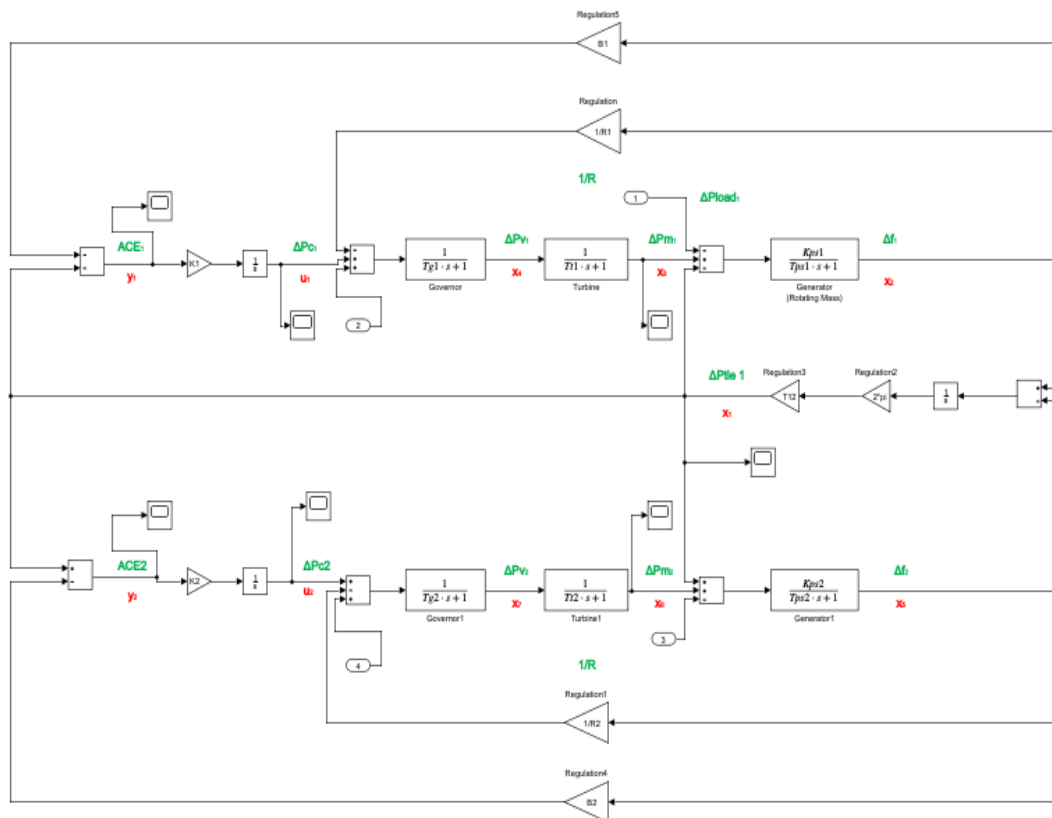 Regulation5
B1
Regulation
1/R1
1/R
1
ΔPload₁
ACE₁
ΔPc₁
ΔPv₁
ΔPm₁
Δf₁
K1
1
s
1
Tg1 · s + 1
1
Tt1 · s + 1
Kps1
Tps1 · s + 1
y₁
u₁
x₄
x₃
x₂
Governor
Turbine
Generator
(Rotating Mass)
2
ΔPtie 1
Regulation3
Regulation2
T12
2*pi
1
s
x₁
ACE2
ΔPc2
ΔPv₂
ΔPm₂
Δf₂
K2
1
s
1
Tg2 · s + 1
1
Tt2 · s + 1
Kps2
Tps2 · s + 1
y₂
u₂
x₇
x₆
x₅
Governor1
Turbine1
Generator1
4
3
1/R
Regulation1
1/R2
Regulation4
B2